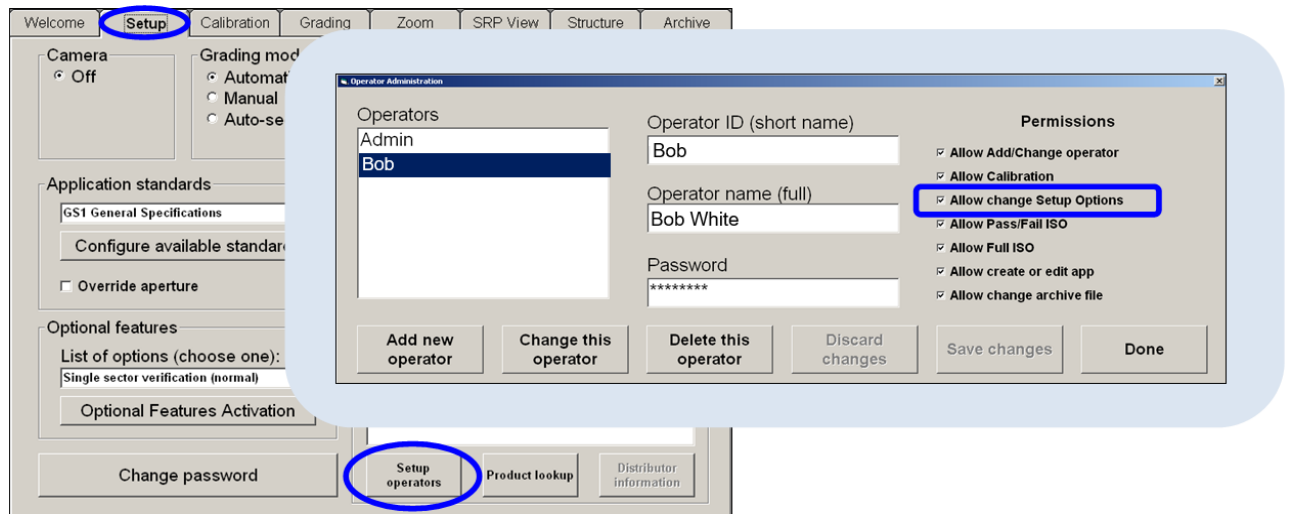 Welcome Setup Calibration Grading Zoom SRP View Structure Archive
Camera
Off
Grading mod
Automat
Manual
Auto-se
Application standards
GS1 General Specifications
Configure available standar
Override aperture
Optional features
List of options (choose one):
Single sector verification (normal)
Optional Features Activation
Change password
Setup
operators
Product lookup
Distributor
information
Operator Administration
Operators
Admin
Bob
Operator ID (short name)
Bob
Operator name (full)
Bob White
Password
********
Permissions
Allow Add/Change operator
Allow Calibration
Allow change Setup Options
Allow Pass/Fail ISO
Allow Full ISO
Allow create or edit app
Allow change archive file
Add new
operator
Change this
operator
Delete this
operator
Discard
changes
Save changes
Done